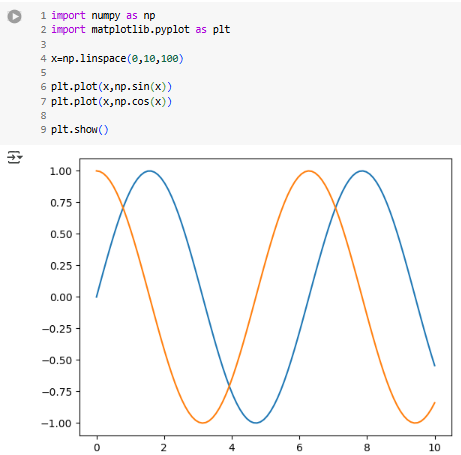 1 import numpy as np
2 import matplotlib.pyplot as plt
3
4 x=np.linspace(0,10,100)
5
6 plt.plot(x,np.sin(x))
7 plt.plot(x,np.cos(x))
8
9 plt.show()
1.00
0.75
0.50
0.25
0.00
−0.25
−0.50
−0.75
−1.00
0 2 4 6 8 10